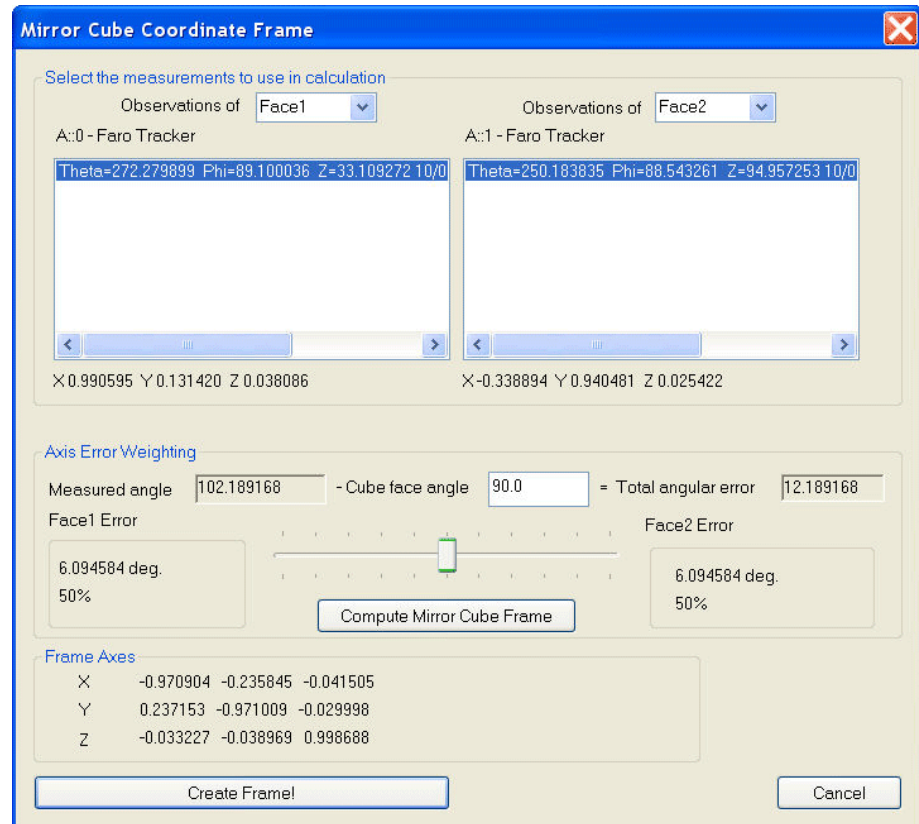 Mirror Cube Coordinate Frame
Select the measurements to use in calculation
Observations of Face1
Observations of Face2
A::0 - Faro Tracker
A::1 - Faro Tracker
Theta=272.279899 Phi=89.100036 Z=33.109272 10/0
Theta=250.183835 Phi=88.543261 Z=94.957253 10/0
X 0.990595 Y 0.131420 Z 0.038086
X -0.338894 Y 0.940481 Z 0.025422
Axis Error Weighting
Measured angle 102.189168 - Cube face angle 90.0 = Total angular error 12.189168
Face1 Error
Face2 Error
6.094584 deg.
50%
6.094584 deg.
50%
Compute Mirror Cube Frame
Frame Axes
X -0.970904 -0.235845 -0.041505
Y 0.237153 -0.971009 -0.029998
Z -0.033227 -0.038969 0.998688
Create Frame!
Cancel